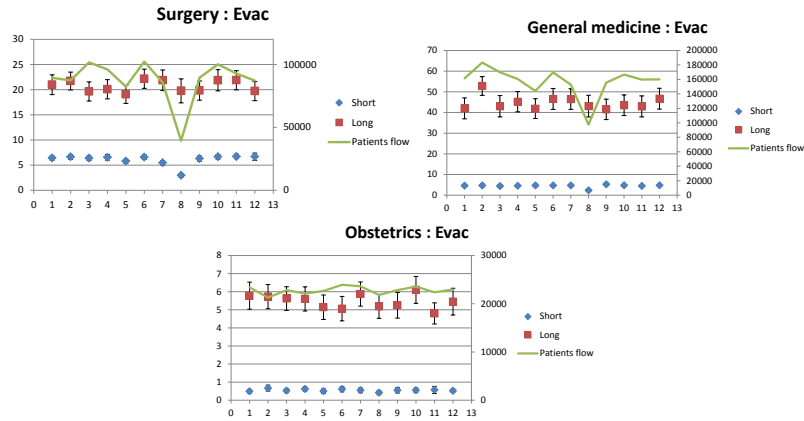 Surgery : Evac
30
25
20
15
10
5
0
100000
50000
0
0 1 2 3 4 5 6 7 8 9 10 11 12 13
Short
Long
Patients flow
General medicine : Evac
70
60
50
40
30
20
10
0
200000
180000
160000
140000
120000
100000
80000
60000
40000
20000
0
0 1 2 3 4 5 6 7 8 9 10 11 12 13
Short
Long
Patients flow
Obstetrics : Evac
8
7
6
5
4
3
2
1
0
30000
20000
10000
0
0 1 2 3 4 5 6 7 8 9 10 11 12 13
Short
Long
Patients flow